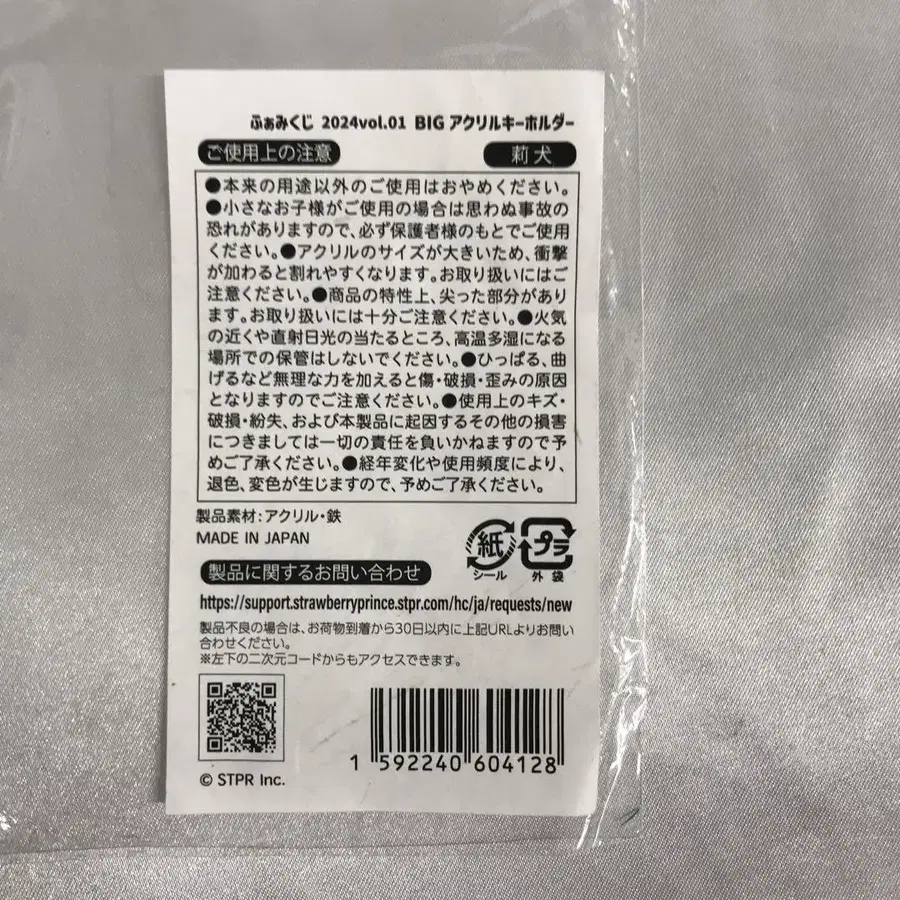 ふぁみくじ 2024vol.01 BIG アクリルキーホルダー
ご使用上の注意
莉犬
●本来の用途以外のご使用はおやめください。
●小さなお子様がご使用の場合は思わぬ事故の
恐れがありますので、必ず保護者様のもとでご使用
ください。●アクリルのサイズが大きいため、衝撃
が加わると割れやすくなります。お取り扱いにはご
注意ください。●商品の特性上、尖った部分があり
ます。お取り扱いには十分ご注意ください。●火気
の近くや直射日光の当たるところ、高温多湿になる
場所での保管はしないでください。●ひっぱる、曲
げるなど無理な力を加えると傷・破損・歪みの原因
となりますのでご注意ください。●使用上のキズ・
破損・紛失、および本製品に起因するその他の損害
につきましては一切の責任を負いかねますので予
めご了承ください。●経年変化や使用頻度により、
退色、変色が生じますので、予めご了承ください。
製品素材：アクリル・鉄
MADE IN JAPAN
紙
シール
プラ
外袋
製品に関するお問い合わせ
https://support.strawberryprince.stpr.com/hc/ja/requests/new
製品不良の場合は、お荷物到着から30日以内に上記URLよりお問い
合わせください。
※左下の二次元コードからもアクセスできます。
1 592240 604128
© STPR Inc.